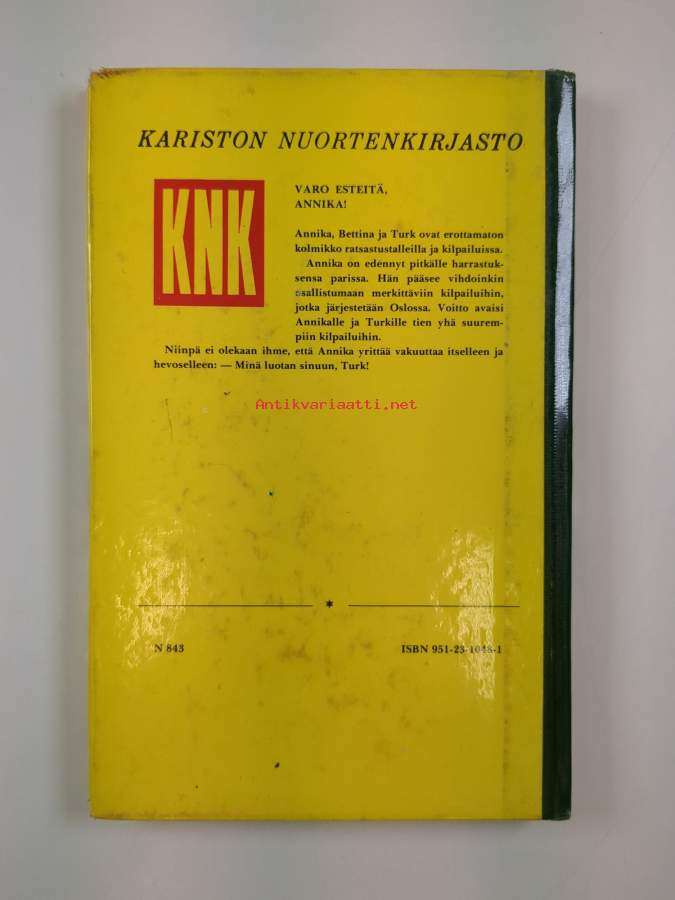 KARISTON NUORTENKIRJASTO
KNK
VARO ESTEITÄ,
ANNIKA!
Annika, Bettina ja Turk ovat erottamaton
kolmikko ratsastustalleilla ja kilpailuissa.
Annika on edennyt pitkälle harrastuk-
sensa parissa. Hän pääsee vihdoinkin
osallistumaan merkittäviin kilpailuihin,
jotka järjestetään Oslossa. Voitto avaisi
Annikalle ja Turkille tien yhä suurem-
piin kilpailuihin.
Niinpä ei olekaan ihme, että Annika yrittää vakuuttaa itselleen ja
hevoselleen: — Minä luotan sinuun, Turk!
Antikvariaatti.net
*
N 843
ISBN 951-23-1048-1